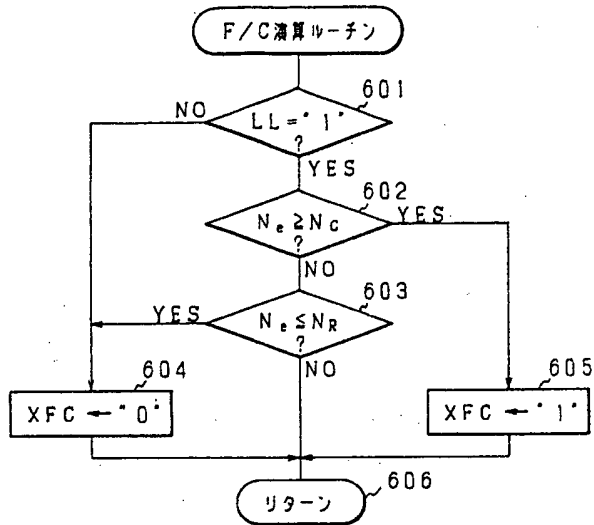 F/C演算ルーチン
601
NO
LL="1"
?
YES
602
Ne≧NC
YES
?
NO
603
YES
Ne≦NR
?
NO
604
605
XFC←"0"
XFC←"1"
リターン
606